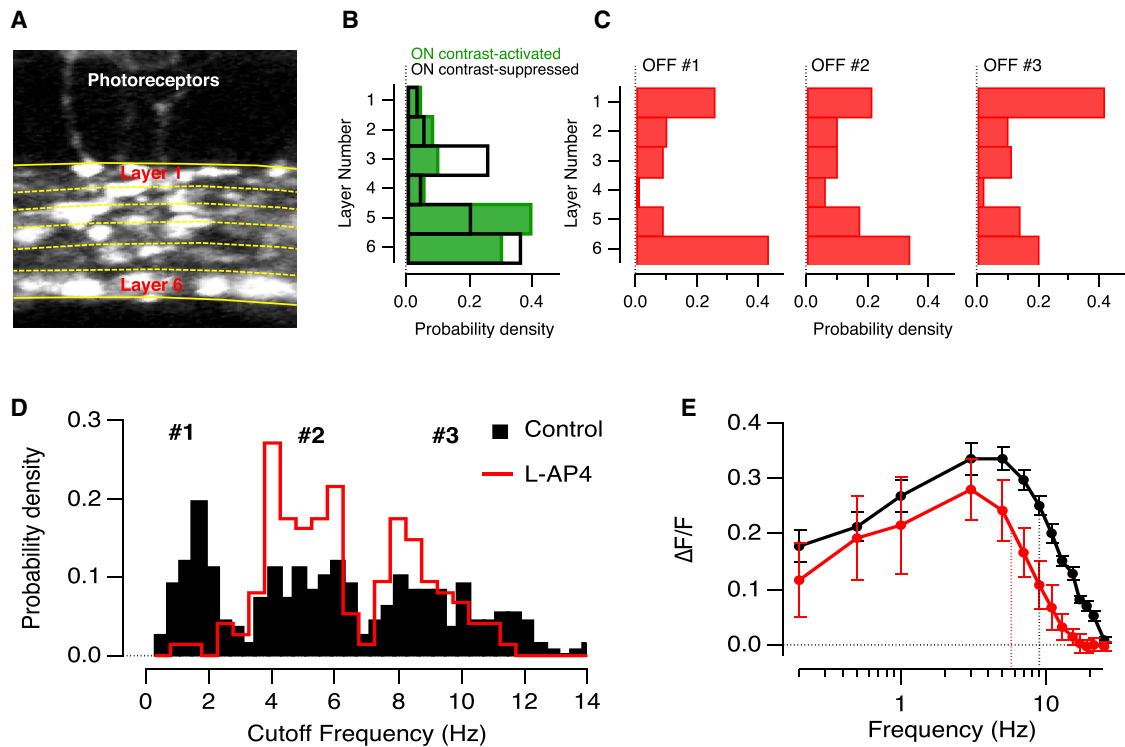 A
Photoreceptors
Layer 1
Layer 6
B
ON contrast-activated
ON contrast-suppressed
Layer Number
1
2
3
4
5
6
0.0
0.2
0.4
Probability density
C
OFF #1
OFF #2
OFF #3
Layer Number
1
2
3
4
5
6
0.0
0.2
0.4
0.0
0.2
0.4
0.0
0.2
0.4
Probability density
D
#1
#2
#3
Control
L-AP4
Probability density
0.3
0.2
0.1
0.0
0
2
4
6
8
10
12
14
Cutoff Frequency (Hz)
E
ΔF/F
0.4
0.3
0.2
0.1
0.0
1
10
Frequency (Hz)